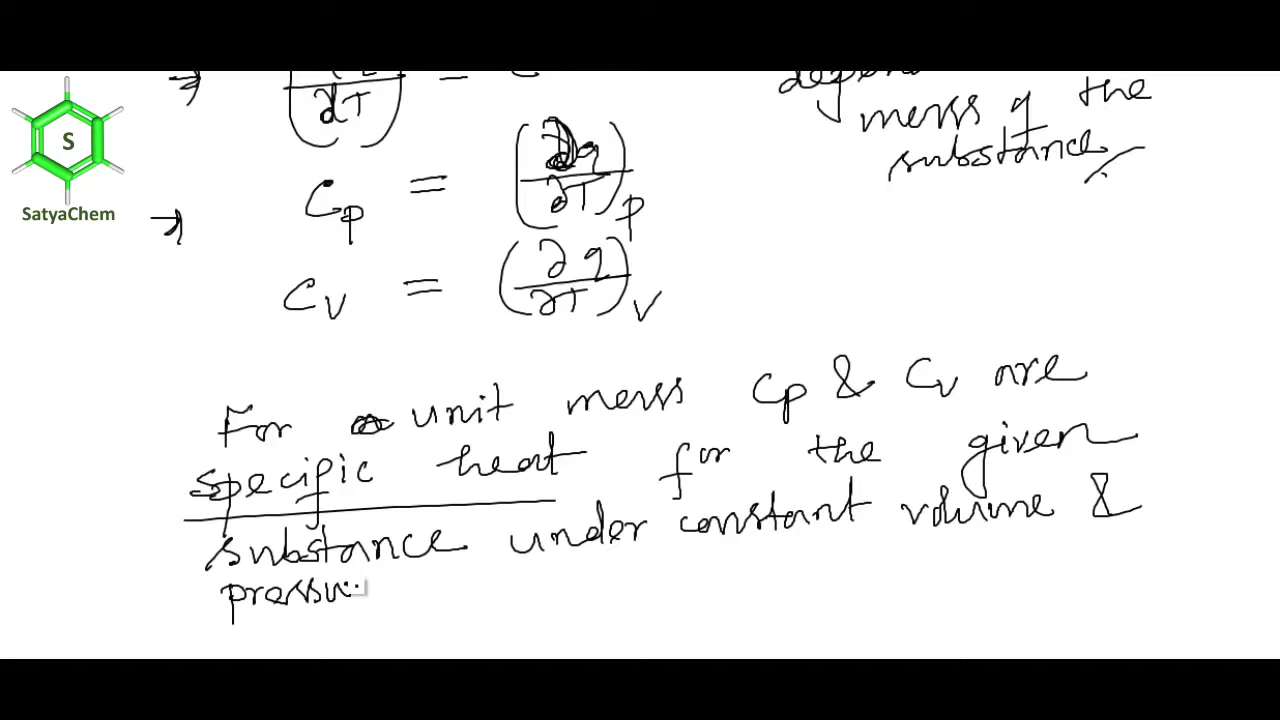 S
SatyaChem
(∂T) =
depen
mass of the
substance
→ Cp = (∂q/∂T)P
Cv = (∂q/∂T)V
For unit mass Cp & Cv are
specific heat for the given
substance under constant volume &
pressu